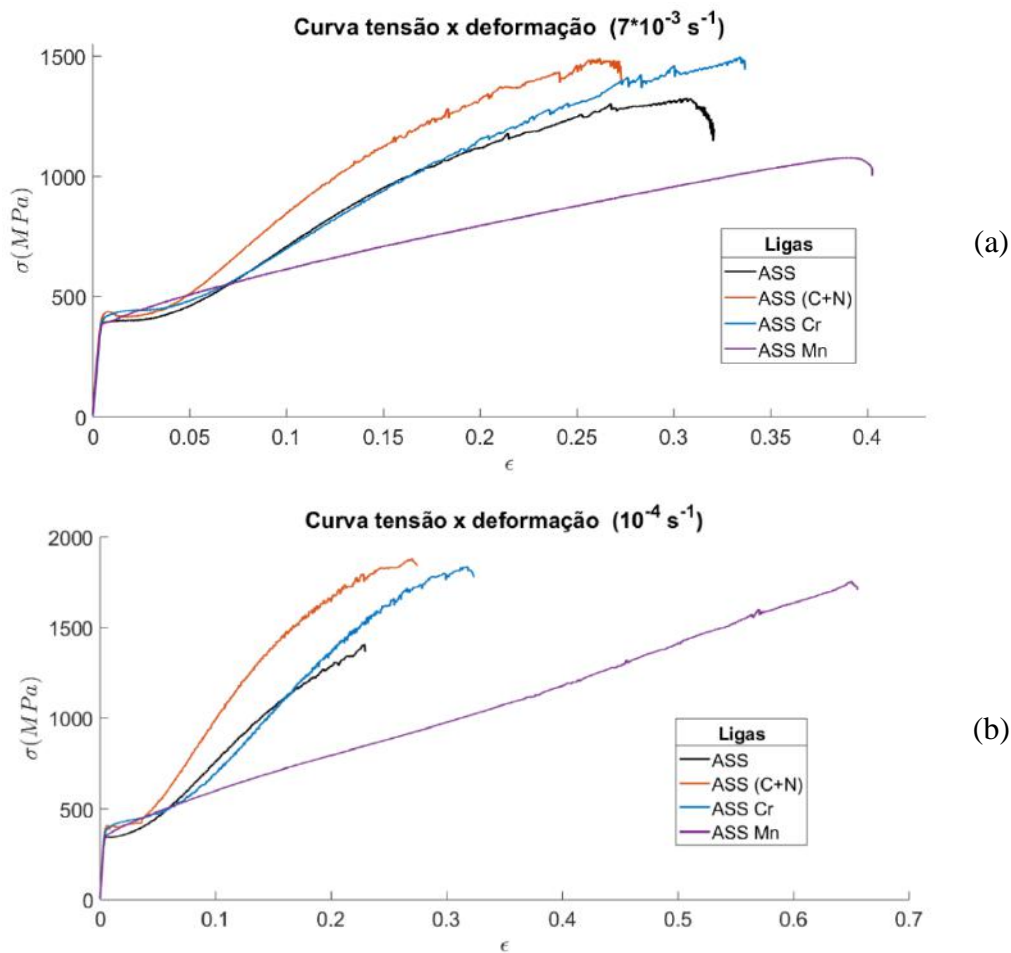 Curva tensão x deformação (7*10⁻³ s⁻¹)
1500
1000
500
0
σ(MPa)
0 0.05 0.1 0.15 0.2 0.25 0.3 0.35 0.4
ϵ
Ligas
ASS
ASS (C+N)
ASS Cr
ASS Mn
(a)
Curva tensão x deformação (10⁻⁴ s⁻¹)
2000
1500
1000
500
0
σ(MPa)
0 0.1 0.2 0.3 0.4 0.5 0.6 0.7
ϵ
Ligas
ASS
ASS (C+N)
ASS Cr
ASS Mn
(b)